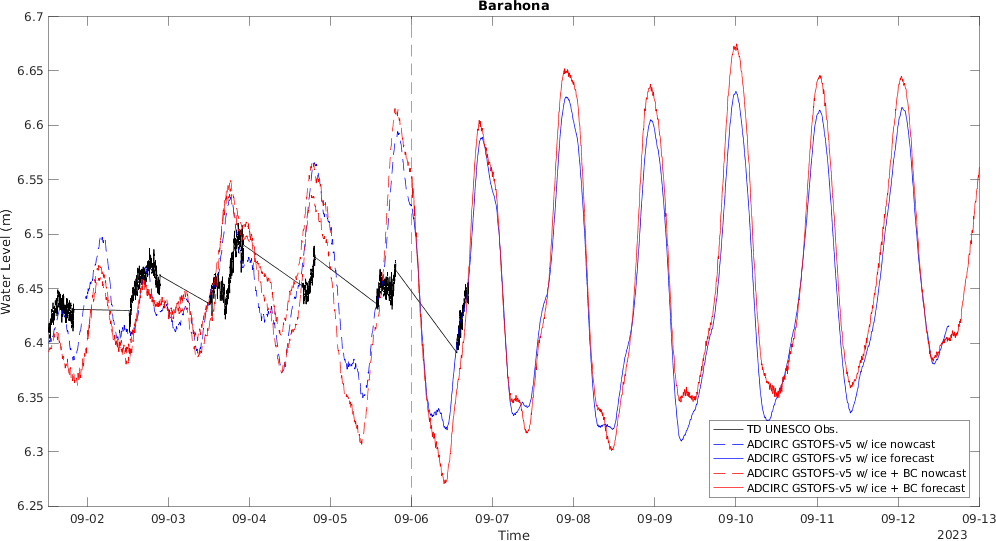 Barahona
6.7
6.65
6.6
6.55
6.5
6.45
6.4
6.35
6.3
6.25
Water Level (m)
TD UNESCO Obs.
ADCIRC GSTOFS-v5 w/ ice nowcast
ADCIRC GSTOFS-v5 w/ ice forecast
ADCIRC GSTOFS-v5 w/ ice + BC nowcast
ADCIRC GSTOFS-v5 w/ ice + BC forecast
09-02 09-03 09-04 09-05 09-06 09-07 09-08 09-09 09-10 09-11 09-12 09-13
2023
Time